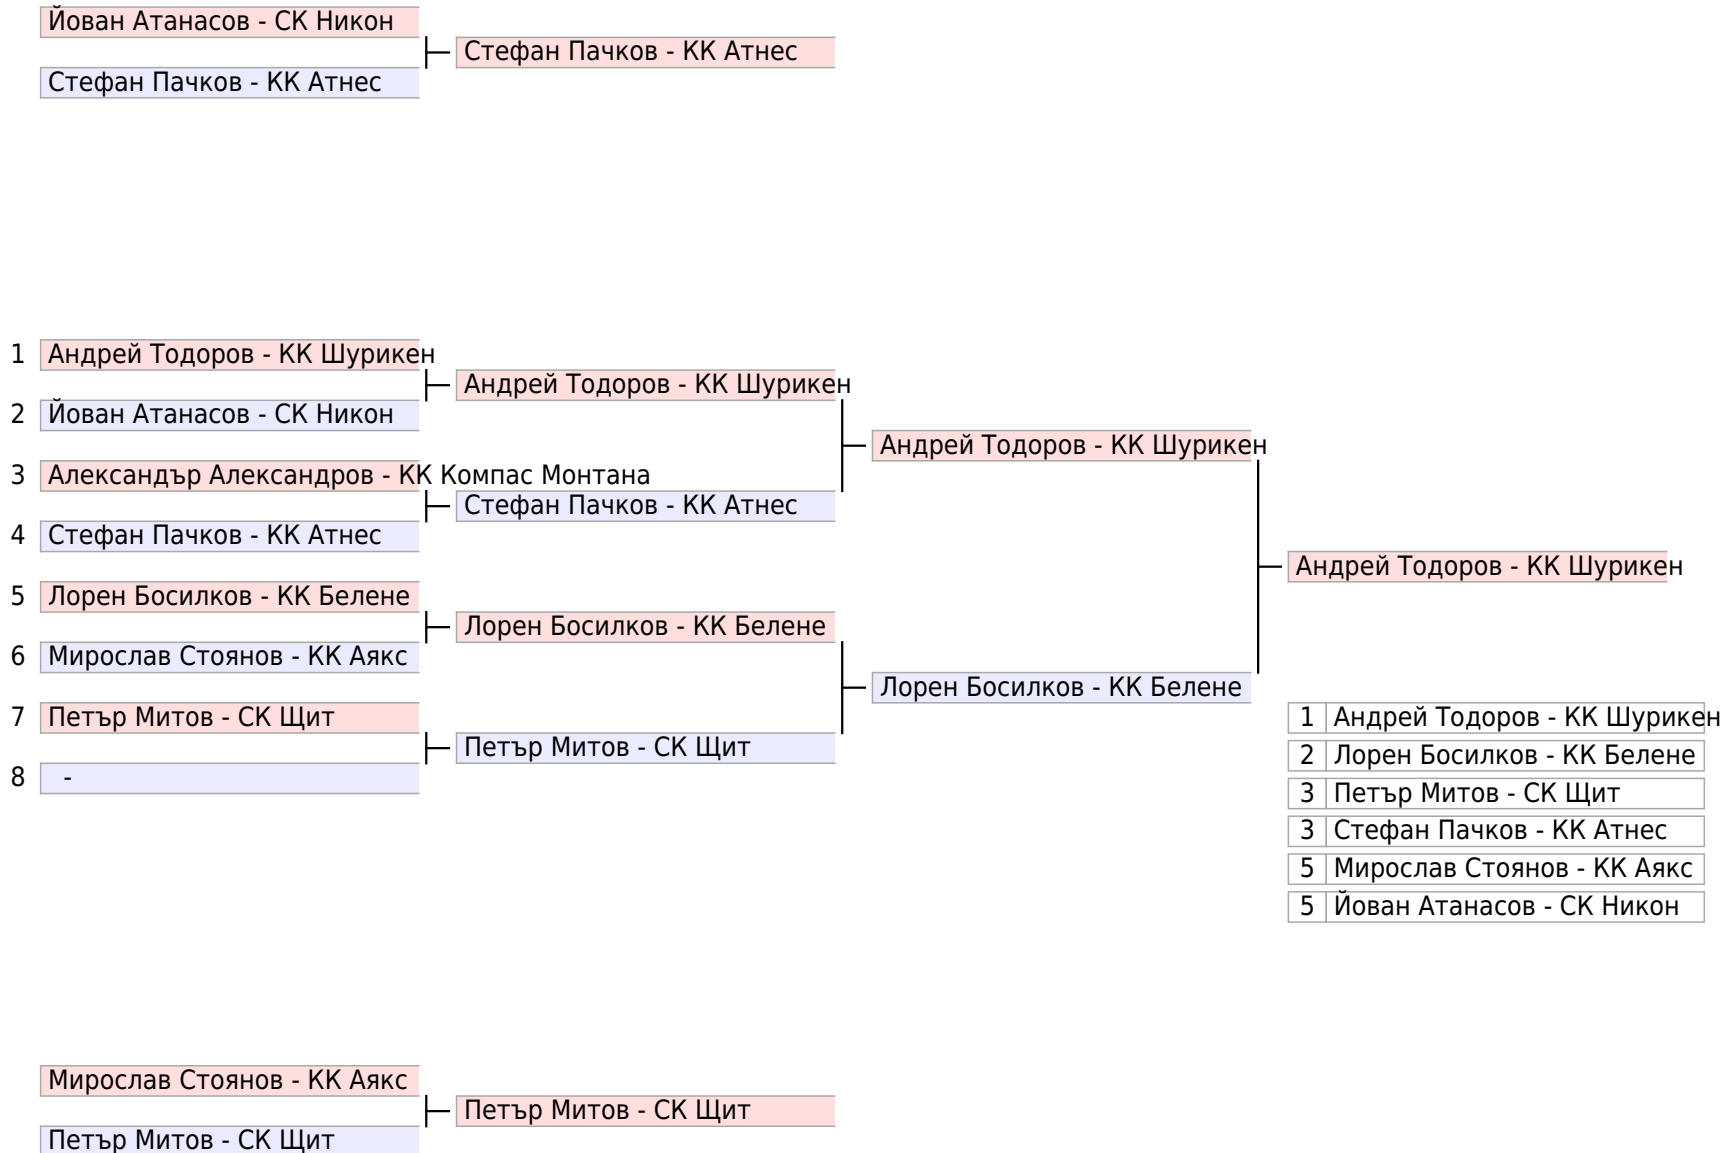 Йован Атанасов - СК Никон
Стефан Пачков - КК Атнес
Стефан Пачков - КК Атнес
1 Андрей Тодоров - КК Шурикен
Андрей Тодоров - КК Шурикен
2 Йован Атанасов - СК Никон
Андрей Тодоров - КК Шурикен
3 Александър Александров - КК Компас Монтана
Стефан Пачков - КК Атнес
4 Стефан Пачков - КК Атнес
Андрей Тодоров - КК Шурикен
5 Лорен Босилков - КК Белене
Лорен Босилков - КК Белене
6 Мирослав Стоянов - КК Аякс
Лорен Босилков - КК Белене
7 Петър Митов - СК Щит
Петър Митов - СК Щит
8 -
1 Андрей Тодоров - КК Шурикен
2 Лорен Босилков - КК Белене
3 Петър Митов - СК Щит
3 Стефан Пачков - КК Атнес
5 Мирослав Стоянов - КК Аякс
5 Йован Атанасов - СК Никон
Мирослав Стоянов - КК Аякс
Петър Митов - СК Щит
Петър Митов - СК Щит